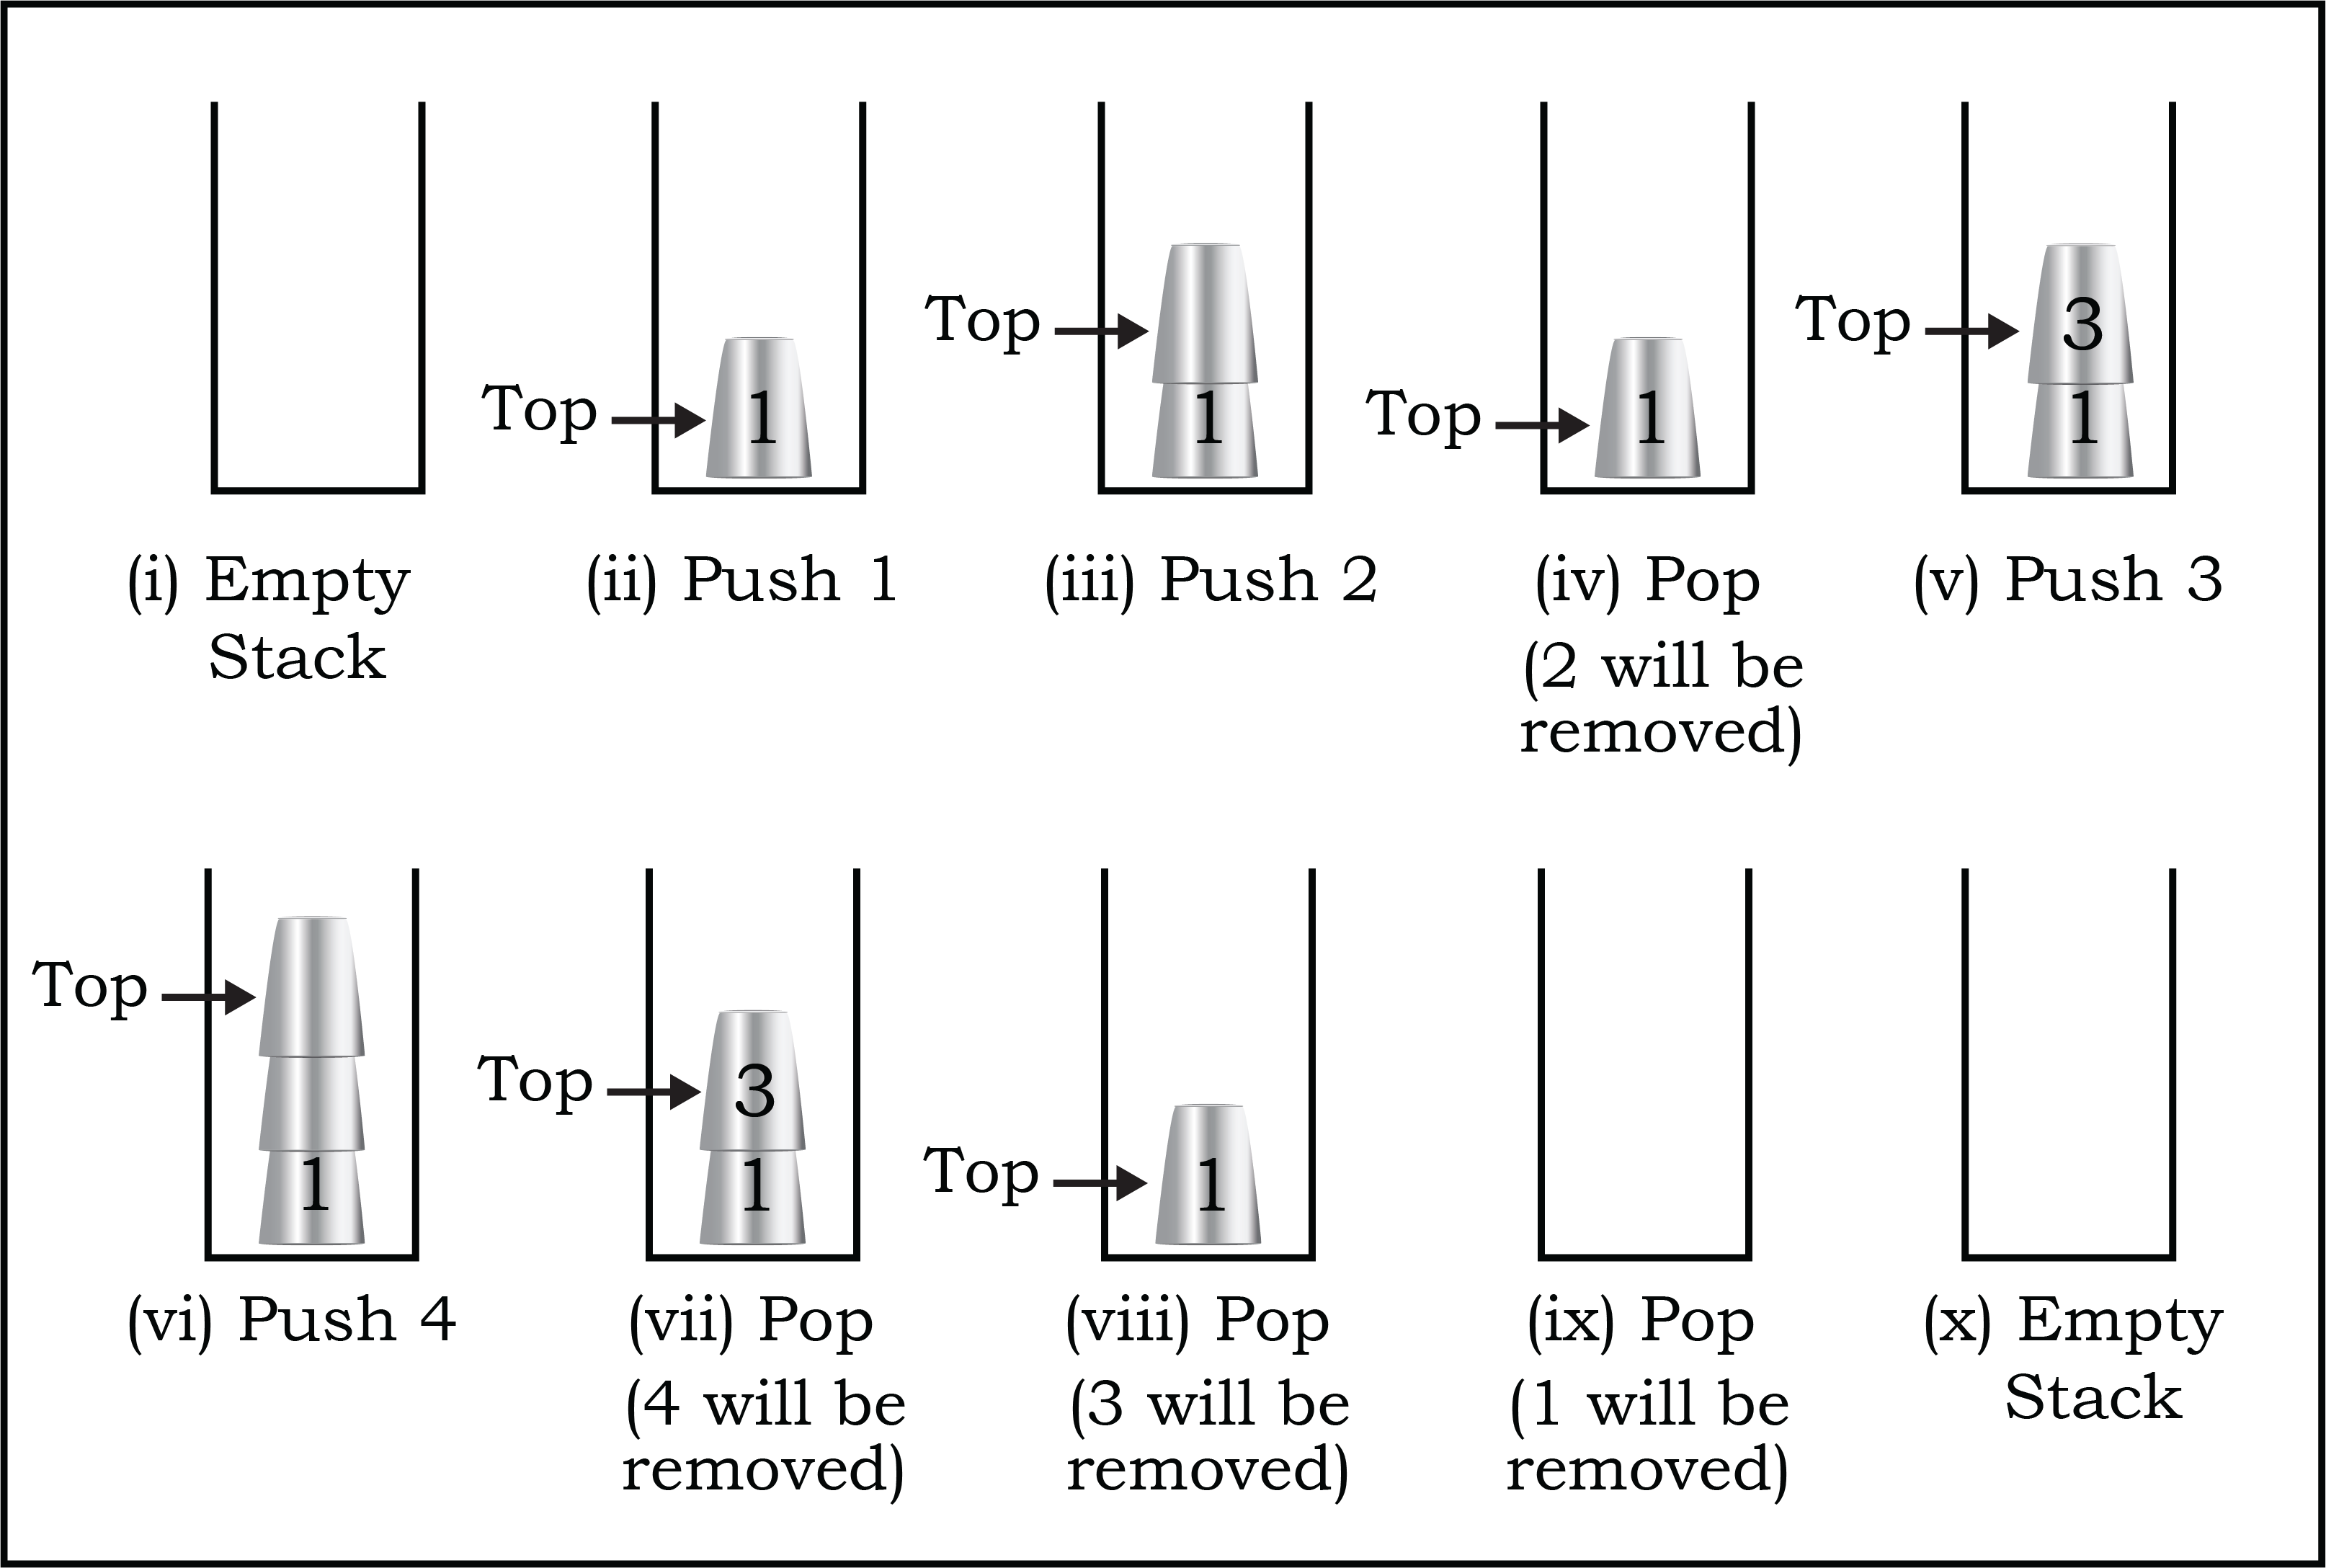 Top
1
Top
1
Top
1
Top
3
1
(i) Empty
Stack
(ii) Push 1
(iii) Push 2
(iv) Pop
(2 will be
removed)
(v) Push 3
Top
1
Top
3
1
Top
1
(vi) Push 4
(vii) Pop
(4 will be
removed)
(viii) Pop
(3 will be
removed)
(ix) Pop
(1 will be
removed)
(x) Empty
Stack